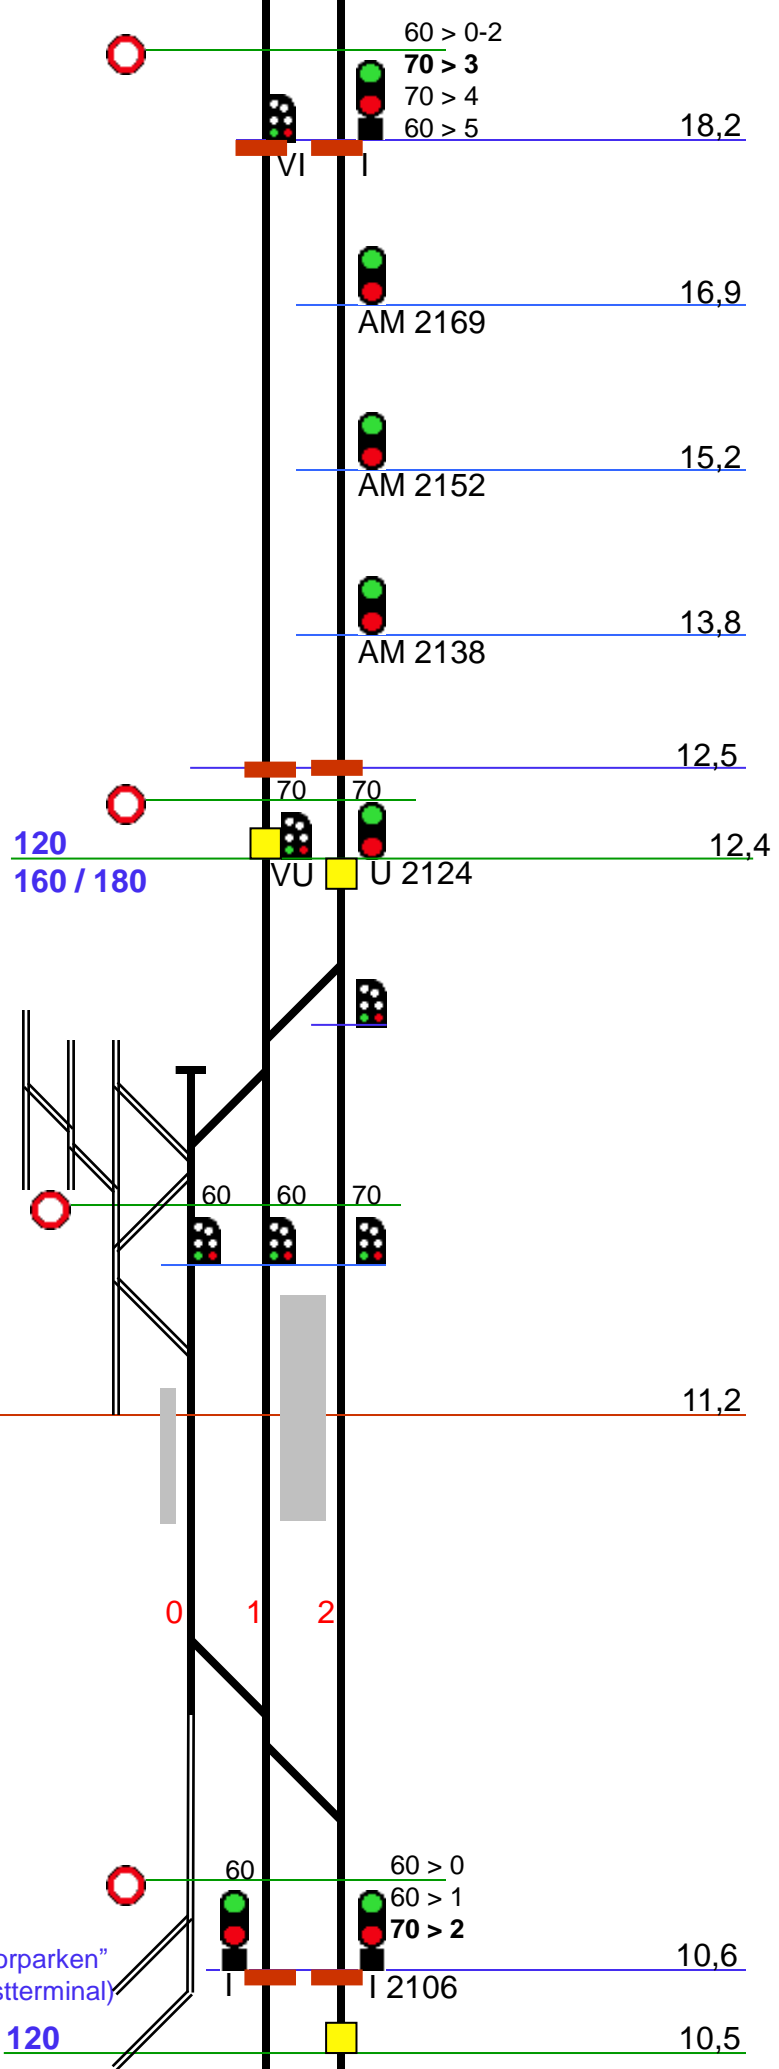 60 > 0-2
70 > 3
70 > 4
60 > 5
18,2
VI
I
16,9
AM 2169
15,2
AM 2152
13,8
AM 2138
12,5
70
70
120
12,4
160 / 180
VU
U 2124
60
60
70
11,2
0
1
2
60
60 > 0
60 > 1
70 > 2
orparken”
10,6
stterminal)
I
I 2106
120
10,5